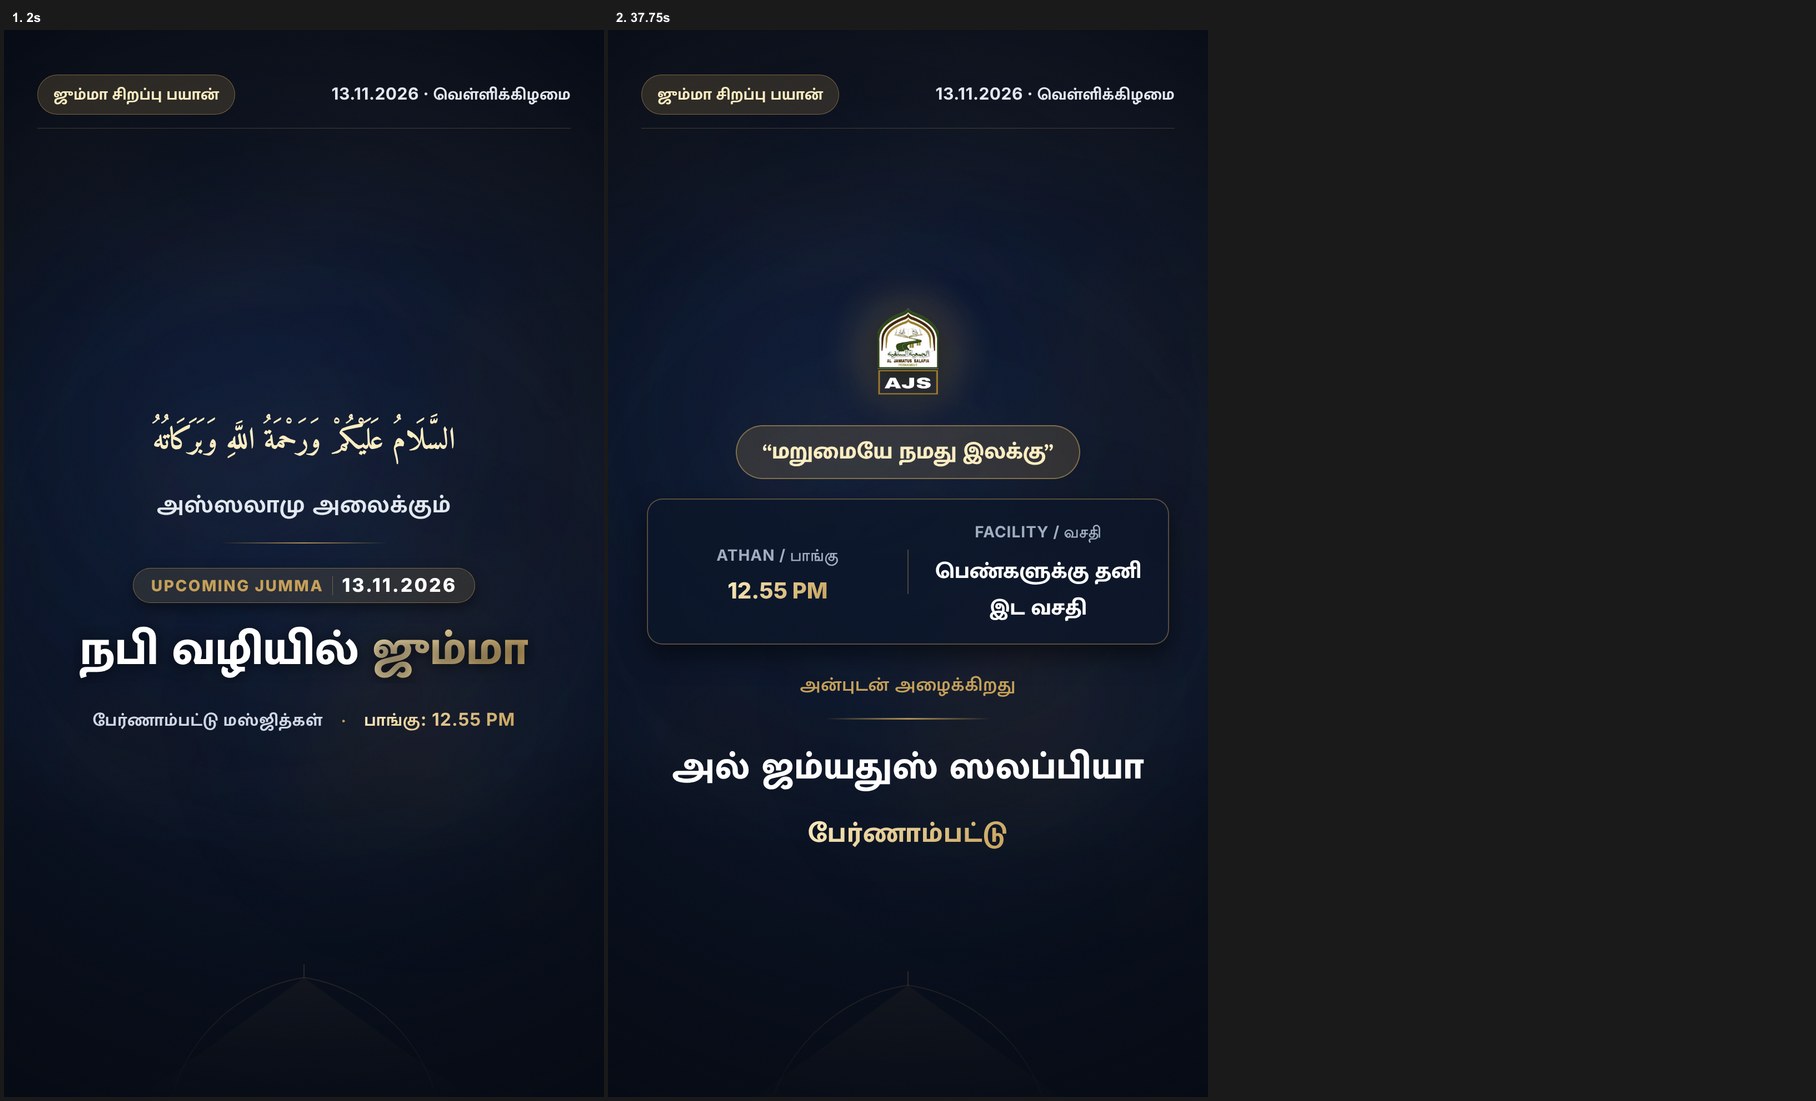 1. 2s
ஜும்மா சிறப்பு பயான்
13.11.2026 · வெள்ளிக்கிழமை
السَّلَامُ عَلَيْكُمْ وَرَحْمَةُ اللَّهِ وَبَرَكَاتُهُ
அஸ்ஸலாமு அலைக்கும்
UPCOMING JUMMA 13.11.2026
நபி வழியில் ஜும்மா
பேர்ணாம்பட்டு மஸ்ஜித்கள் · பாங்கு: 12.55 PM
2. 37.75s
ஜும்மா சிறப்பு பயான்
13.11.2026 · வெள்ளிக்கிழமை
AJS
“மறுமையே நமது இலக்கு”
ATHAN / பாங்கு
12.55 PM
FACILITY / வசதி
பெண்களுக்கு தனி
இட வசதி
அன்புடன் அழைக்கிறது
அல் ஜம்யதுஸ் ஸலப்பியா
பேர்ணாம்பட்டு